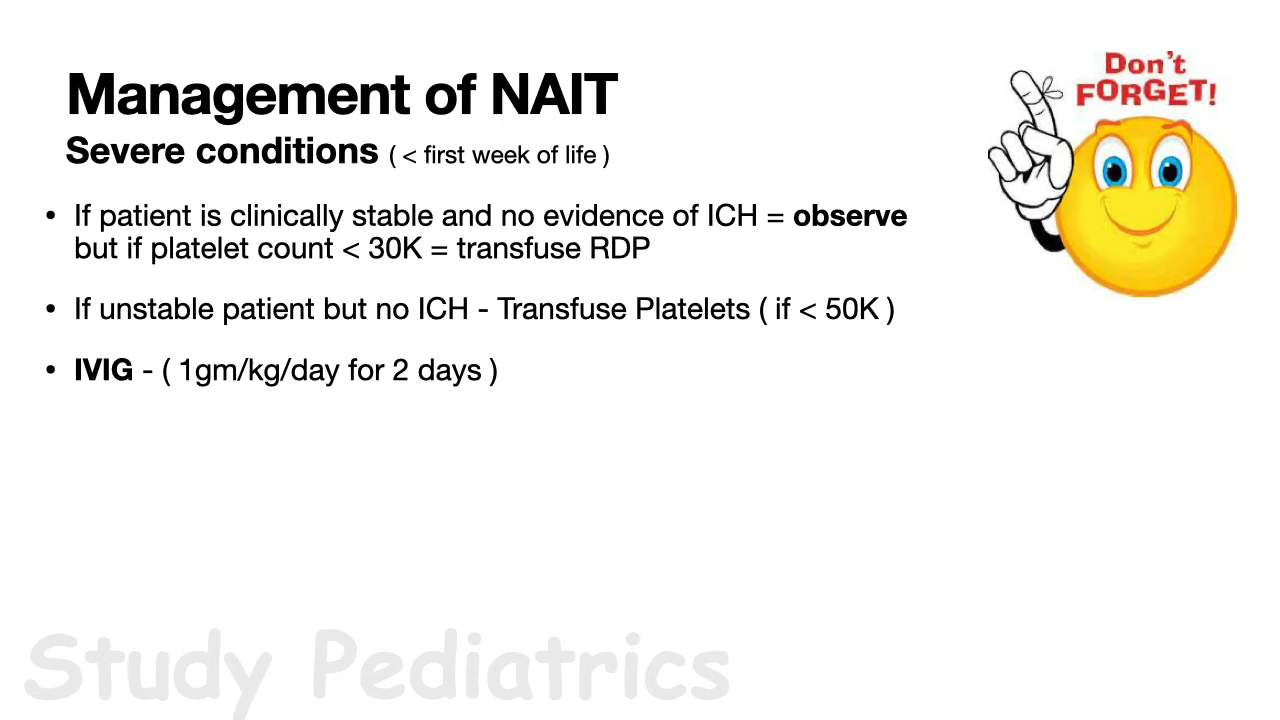 Don't
FORGET!
Management of NAIT
Severe conditions ( < first week of life )
• If patient is clinically stable and no evidence of ICH = observe
but if platelet count < 30K = transfuse RDP
• If unstable patient but no ICH - Transfuse Platelets ( if < 50K )
• IVIG - ( 1gm/kg/day for 2 days )
Study Pediatrics